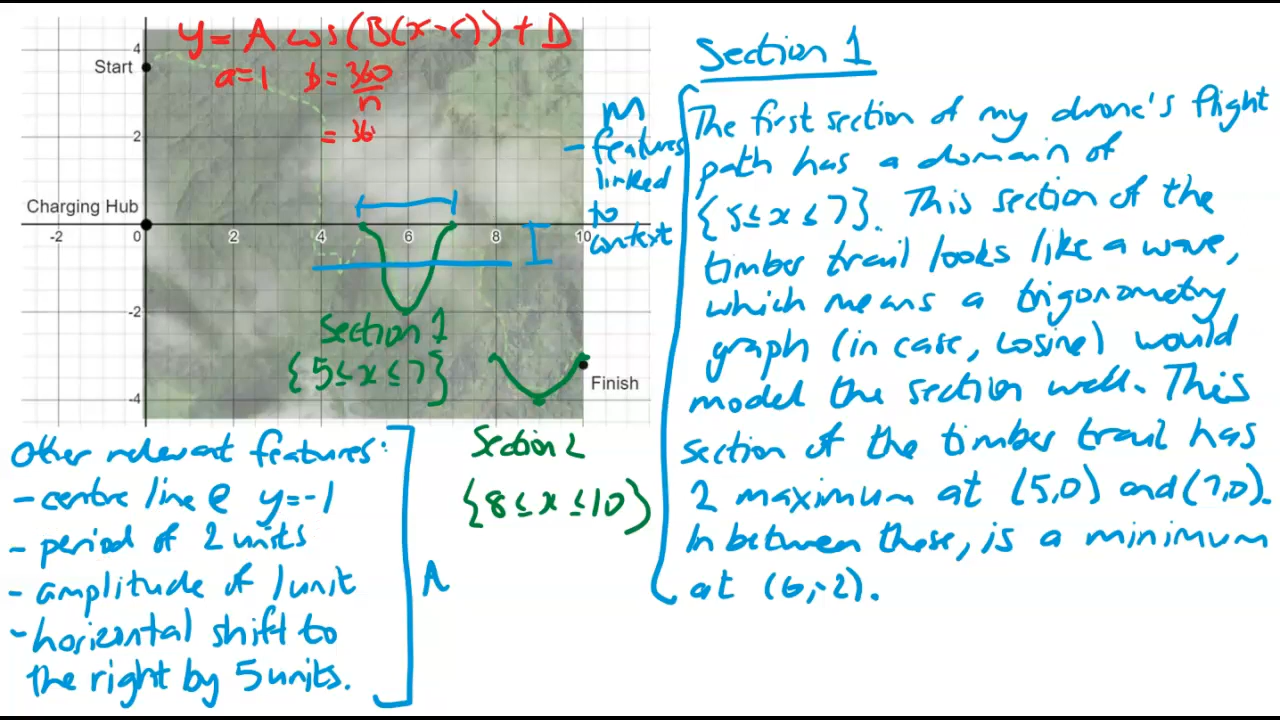 y = A cos(B(x-c)) + D
a=1 b = 360/n
= 36
4
Start
2
Charging Hub
-2
0
2
4
6
8
10
-2
-4
Finish
Section 1
{5≤x≤7}
Section 2
{8≤x≤10}
M
- features
linked
to
context
Other relevant features:
- centre line @ y=-1
- period of 2 units
- amplitude of 1 unit
- horizontal shift to
the right by 5 units.
A
Section 1
The first section of my drone's flight
path has a domain of
{5≤x≤7}. This section of the
timber trail looks like a wave,
which means a trigonometry
graph (in case, cosine) would
model the section well. This
section of the timber trail has
2 maximum at (5,0) and (7,0).
In between these, is a minimum
at (6,-2).